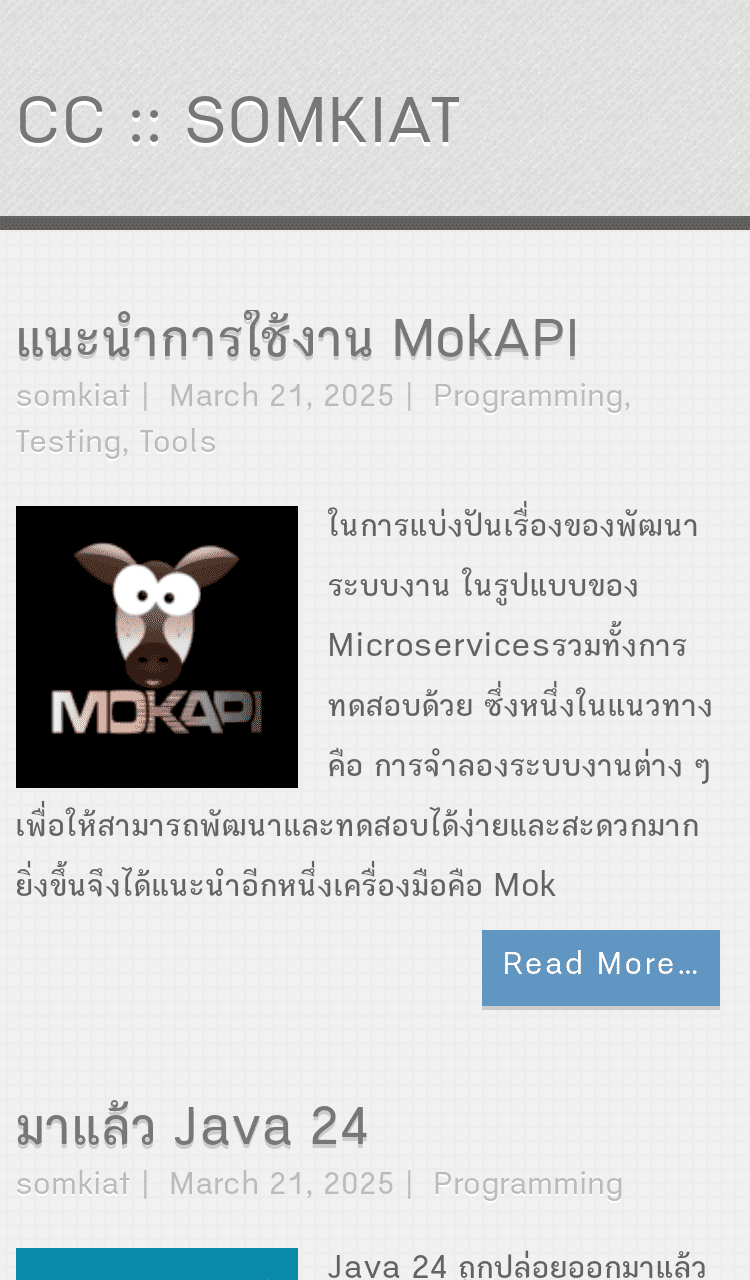 CC :: SOMKIAT
แนะนำการใช้งาน MokAPI
somkiat | March 21, 2025 | Programming,
Testing, Tools
ในการแบ่งปันเรื่องของพัฒนา
ระบบงาน ในรูปแบบของ
Microservicesรวมทั้งการ
ทดสอบด้วย ซึ่งหนึ่งในแนวทาง
คือ การจำลองระบบงานต่าง ๆ
MOKAPI
เพื่อให้สามารถพัฒนาและทดสอบได้ง่ายและสะดวกมาก
ยิ่งขึ้นจึงได้แนะนำอีกหนึ่งเครื่องมือคือ Mok
Read More…
มาแล้ว Java 24
somkiat | March 21, 2025 | Programming
Java 24 ถูกปล่อยออกมาแล้ว